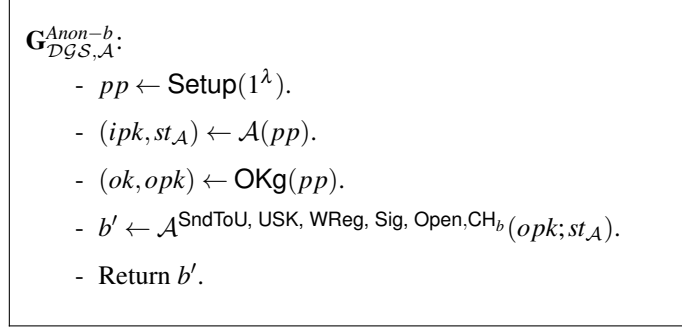 G^{Anon−b}_{DGS,A}:
- pp ← Setup(1^λ).
- (ipk, st_A) ← A(pp).
- (ok, opk) ← OKg(pp).
- b′ ← A^{SndToU, USK, WReg, Sig, Open,CH_b}(opk; st_A).
- Return b′.